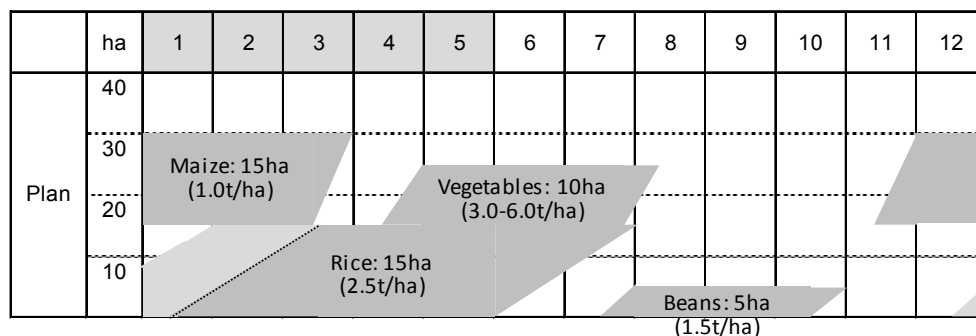 ha 1 2 3 4 5 6 7 8 9 10 11 12
40
30
Maize: 15ha
(1.0t/ha)
Vegetables: 10ha
(3.0-6.0t/ha)
Plan
20
10
Rice: 15ha
(2.5t/ha)
Beans: 5ha
(1.5t/ha)